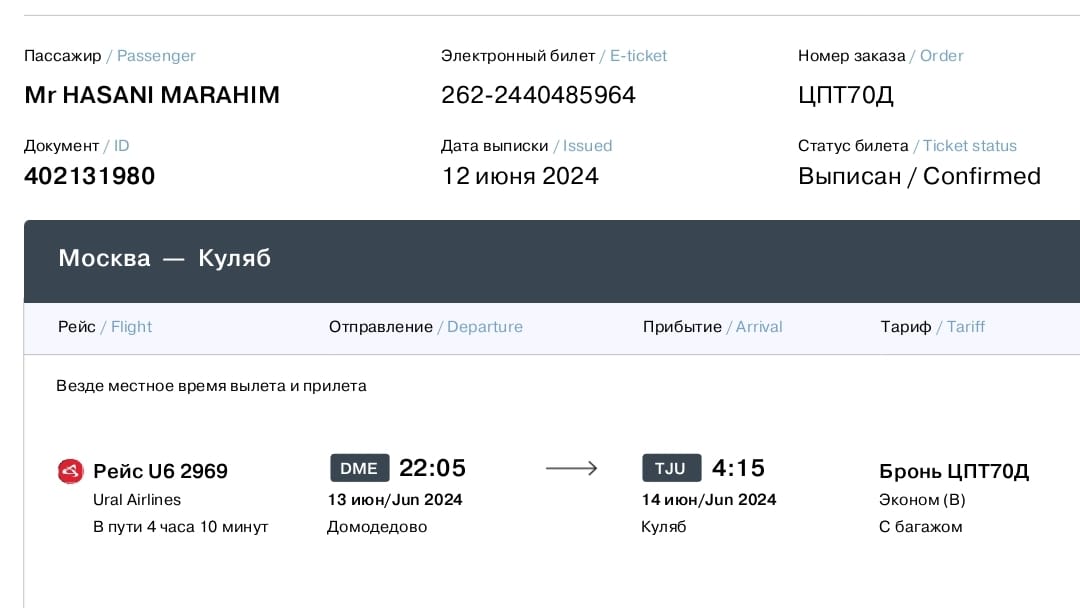 Пассажир / Passenger
Электронный билет / E-ticket
Номер заказа / Order
Mr HASANI MARAHIM
262-2440485964
ЦПТ70Д
Документ / ID
Дата выписки / Issued
Статус билета / Ticket status
402131980
12 июня 2024
Выписан / Confirmed
Москва — Куляб
Рейс / Flight
Отправление / Departure
Прибытие / Arrival
Тариф / Tariff
Везде местное время вылета и прилета
Рейс U6 2969
DME 22:05
TJU 4:15
Бронь ЦПТ70Д
Ural Airlines
13 июн/Jun 2024
14 июн/Jun 2024
Эконом (B)
В пути 4 часа 10 минут
Домодедово
Куляб
С багажом